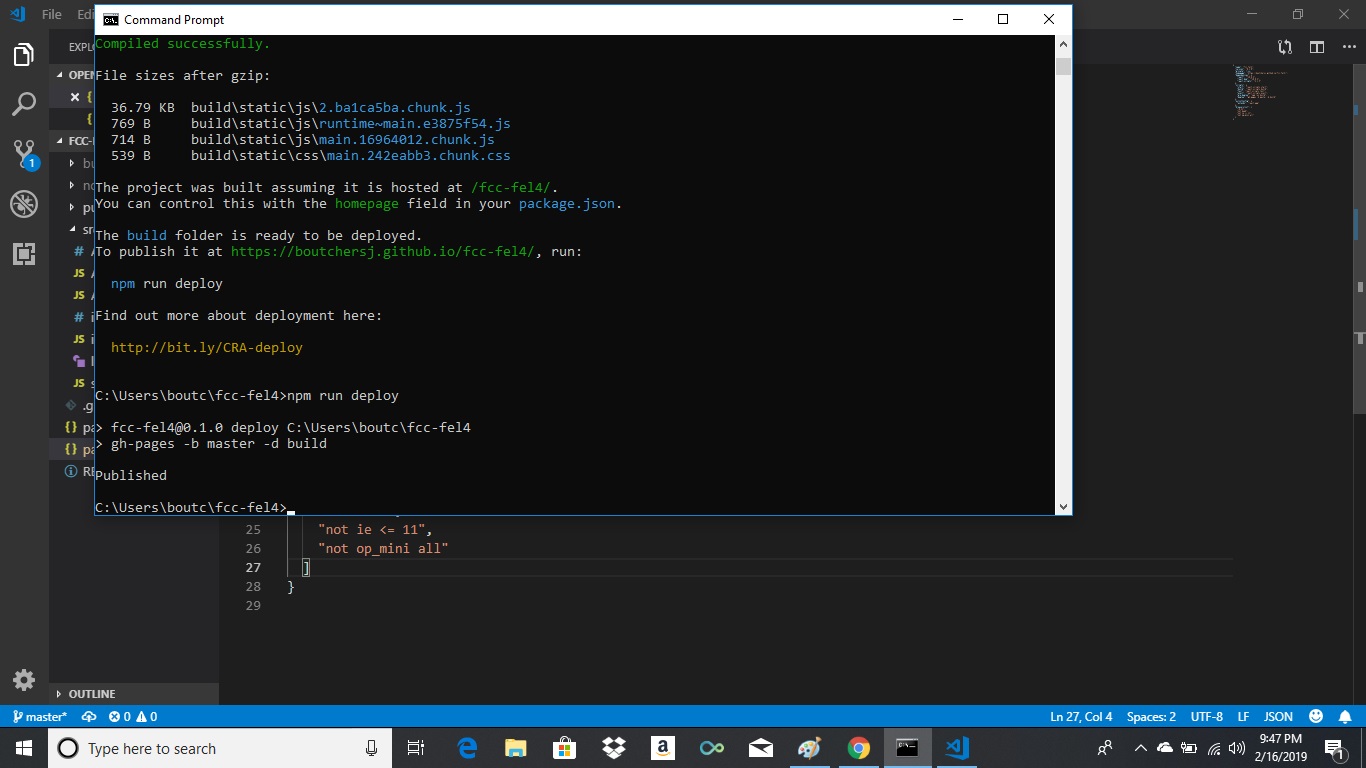 File Edi
Command Prompt
EXPLO
OPEN
FCC-F
bu
no
pu
src
# A
JS A
JS A
# i
JS i
l
JS s
.g
{} pa
{} pa
RE
OUTLINE
1
Compiled successfully.
File sizes after gzip:
36.79 KB build\static\js\2.ba1ca5ba.chunk.js
769 B build\static\js\runtime~main.e3875f54.js
714 B build\static\js\main.16964012.chunk.js
539 B build\static\css\main.242eabb3.chunk.css
The project was built assuming it is hosted at /fcc-fel4/.
You can control this with the homepage field in your package.json.
The build folder is ready to be deployed.
To publish it at https://boutchersj.github.io/fcc-fel4/, run:
npm run deploy
Find out more about deployment here:
http://bit.ly/CRA-deploy
C:\Users\boutc\fcc-fel4>npm run deploy
> fcc-fel4@0.1.0 deploy C:\Users\boutc\fcc-fel4
> gh-pages -b master -d build
Published
C:\Users\boutc\fcc-fel4>
25 "not ie <= 11",
26 "not op_mini all"
27 ]
28 }
29
master* 0 0 Ln 27, Col 4 Spaces: 2 UTF-8 LF JSON
Type here to search
9:47 PM
2/16/2019
1